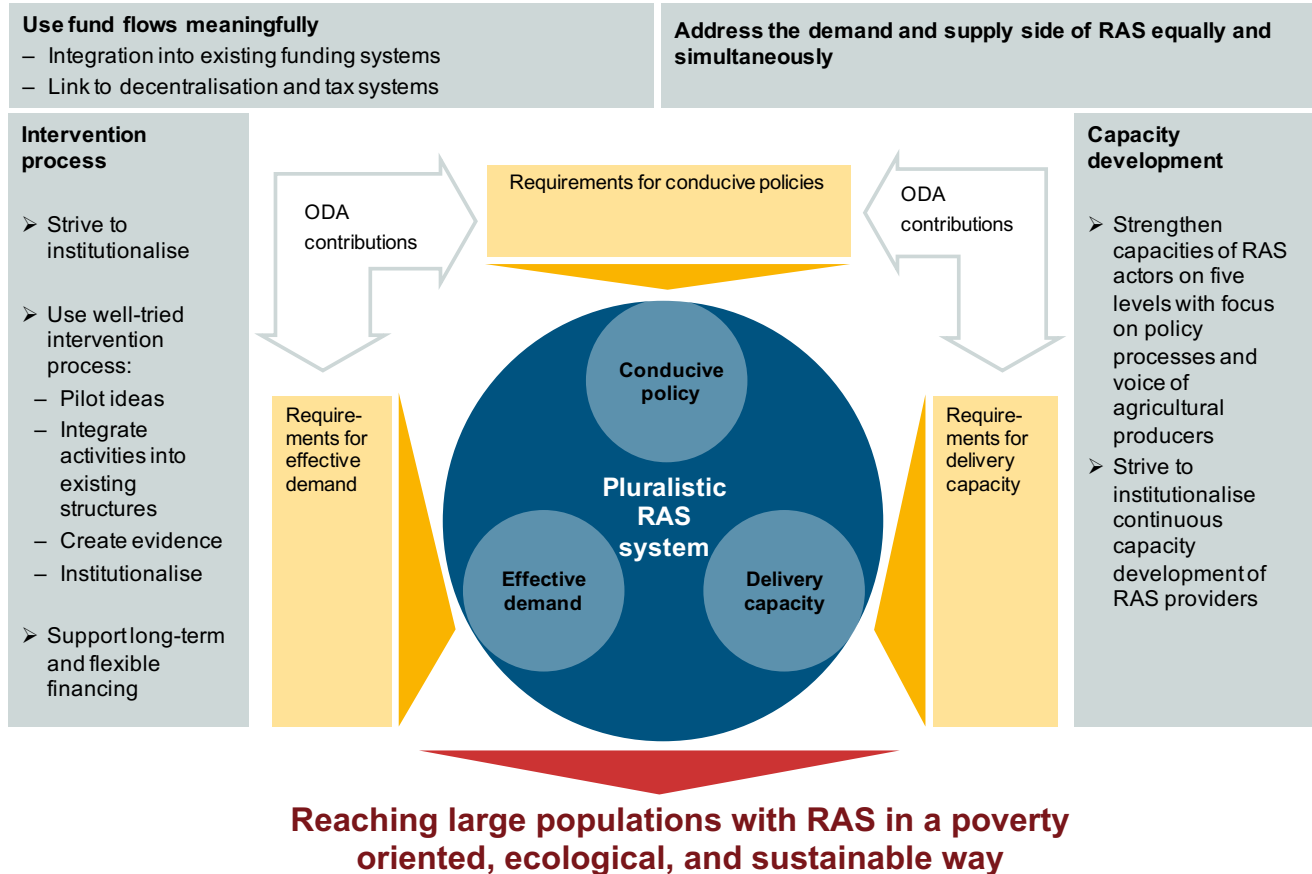 Use fund flows meaningfully
– Integration into existing funding systems
– Link to decentralisation and tax systems
Address the demand and supply side of RAS equally and
simultaneously
Intervention
process
➢ Strive to
institutionalise
➢ Use well-tried
intervention
process:
– Pilot ideas
– Integrate
activities into
existing
structures
– Create evidence
– Institutionalise
➢ Support long-term
and flexible
financing
ODA
contributions
Requirements for conducive policies
ODA
contributions
Require-
ments for
effective
demand
Conducive
policy
Pluralistic
RAS
system
Effective
demand
Delivery
capacity
Require-
ments for
delivery
capacity
Capacity
development
➢ Strengthen
capacities of RAS
actors on five
levels with focus
on policy
processes and
voice of
agricultural
producers
➢ Strive to
institutionalise
continuous
capacity
development of
RAS providers
Reaching large populations with RAS in a poverty
oriented, ecological, and sustainable way